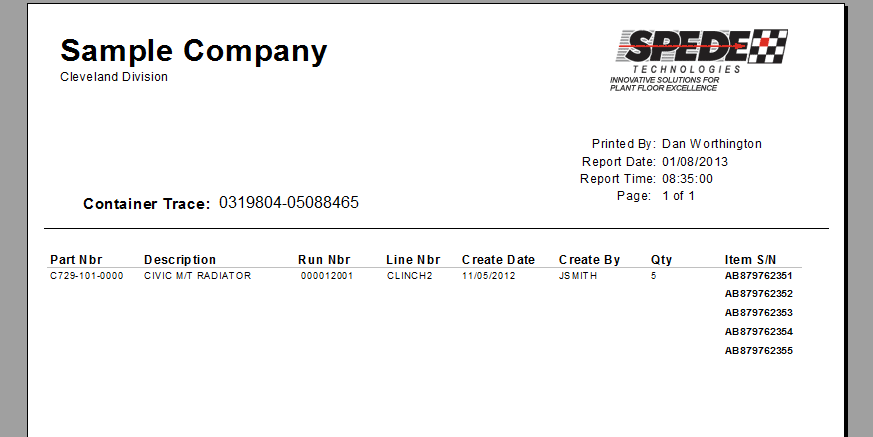 Sample Company
Cleveland Division
SPEDE
TECHNOLOGIES
INNOVATIVE SOLUTIONS FOR
PLANT FLOOR EXCELLENCE
Printed By: Dan Worthington
Report Date: 01/08/2013
Report Time: 08:35:00
Page: 1 of 1
Container Trace: 0319804-05088465
Part Nbr Description Run Nbr Line Nbr Create Date Create By Qty Item S/N
C729-101-0000 CIVIC M/T RADIATOR 000012001 CLINCH2 11/05/2012 JSMITH 5 AB879762351
AB879762352
AB879762353
AB879762354
AB879762355